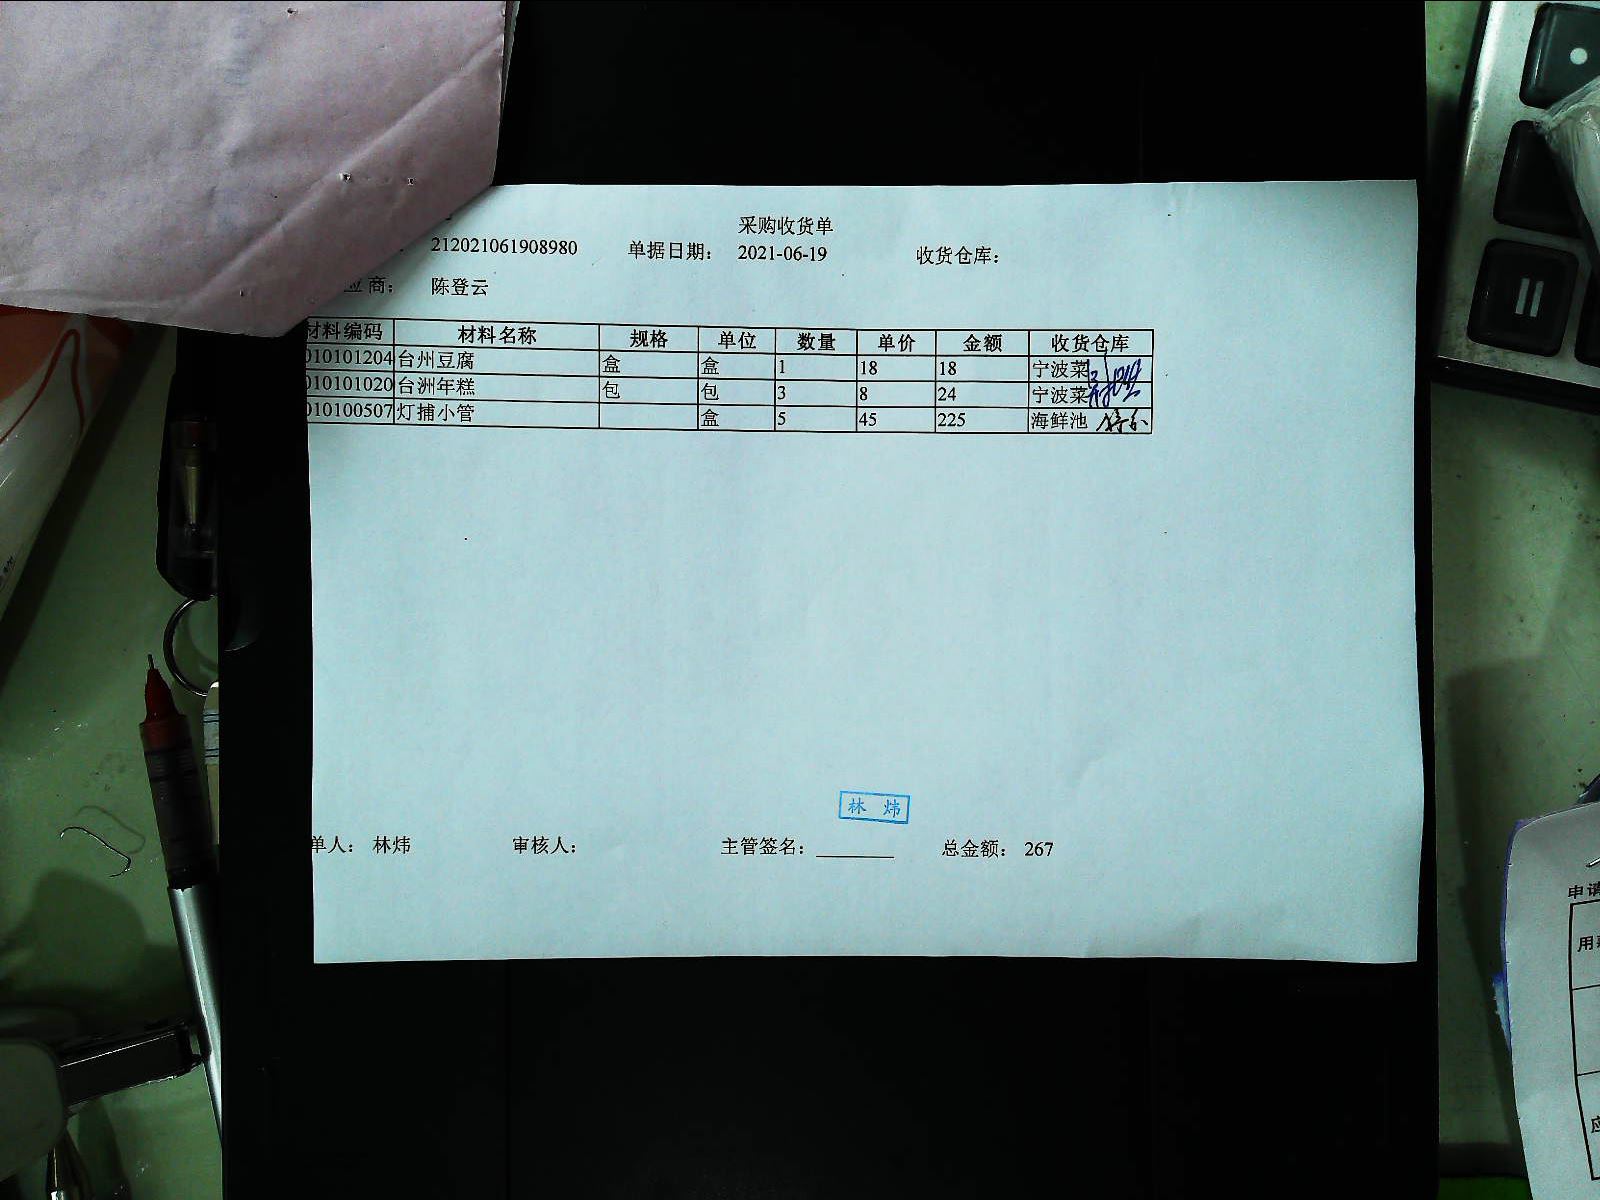 采购收货单
212021061908980 单据日期： 2021-06-19 收货仓库：
应商： 陈登云
材料编码 材料名称 规格 单位 数量 单价 金额 收货仓库
010101204 台州豆腐 盒 盒 1 18 18 宁波菜
010101020 台洲年糕 包 包 3 8 24 宁波菜
010100507 灯捕小管 盒 5 45 225 海鲜池
林 炜
单人： 林炜 审核人： 主管签名： 总金额： 267
申请
用
应